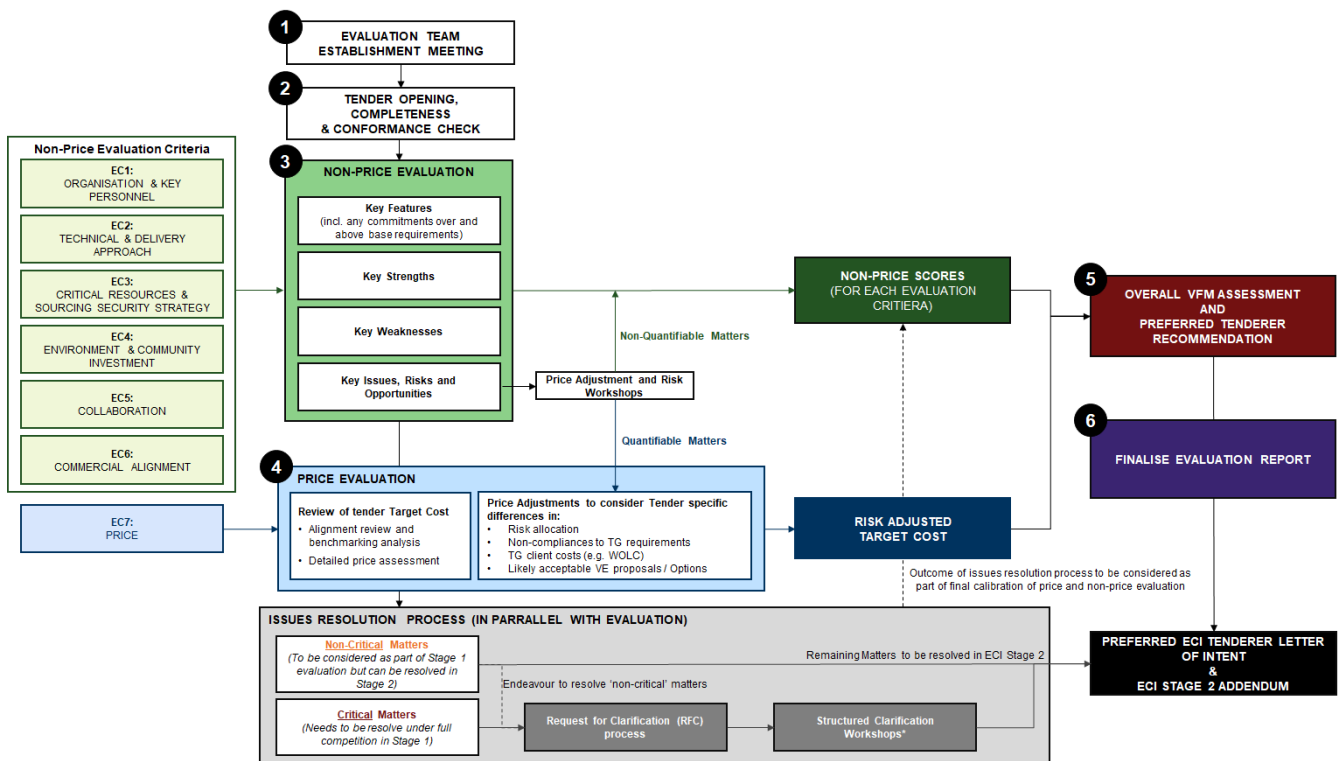 1
EVALUATION TEAM
ESTABLISHMENT MEETING
2
TENDER OPENING,
COMPLETENESS
& CONFORMANCE CHECK
Non-Price Evaluation Criteria
EC1:
ORGANISATION & KEY
PERSONNEL
EC2:
TECHNICAL & DELIVERY
APPROACH
EC3:
CRITICAL RESOURCES &
SOURCING SECURITY STRATEGY
EC4:
ENVIRONMENT & COMMUNITY
INVESTMENT
EC5:
COLLABORATION
EC6:
COMMERCIAL ALIGNMENT
EC7:
PRICE
3
NON-PRICE EVALUATION
Key Features
(incl. any commitments over and
above base requirements)
Key Strengths
Key Weaknesses
Key Issues, Risks and
Opportunities
Price Adjustment and Risk
Workshops
Non-Quantifiable Matters
Quantifiable Matters
NON-PRICE SCORES
(FOR EACH EVALUATION
CRITIERA)
4
PRICE EVALUATION
Review of tender Target Cost
• Alignment review and
benchmarking analysis
• Detailed price assessment
Price Adjustments to consider Tender specific
differences in:
• Risk allocation
• Non-compliances to TG requirements
• TG client costs (e.g. WOLC)
• Likely acceptable VE proposals / Options
RISK ADJUSTED
TARGET COST
5
OVERALL VFM ASSESSMENT
AND
PREFERRED TENDERER
RECOMMENDATION
6
FINALISE EVALUATION REPORT
Outcome of issues resolution process to be considered as
part of final calibration of price and non-price evaluation
ISSUES RESOLUTION PROCESS (IN PARRALLEL WITH EVALUATION)
Non-Critical Matters
(To be considered as part of Stage 1
evaluation but can be resolved in
Stage 2)
Remaining Matters to be resolved in ECI Stage 2
Endeavour to resolve 'non-critical' matters
Critical Matters
(Needs to be resolve under full
competition in Stage 1)
Request for Clarification (RFC)
process
Structured Clarification
Workshops*
PREFERRED ECI TENDERER LETTER
OF INTENT
&
ECI STAGE 2 ADDENDUM